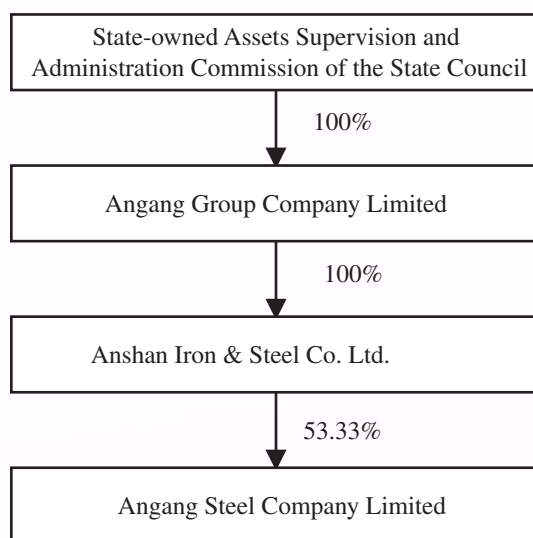 State-owned Assets Supervision and
Administration Commission of the State Council
100%
Angang Group Company Limited
100%
Anshan Iron & Steel Co. Ltd.
53.33%
Angang Steel Company Limited